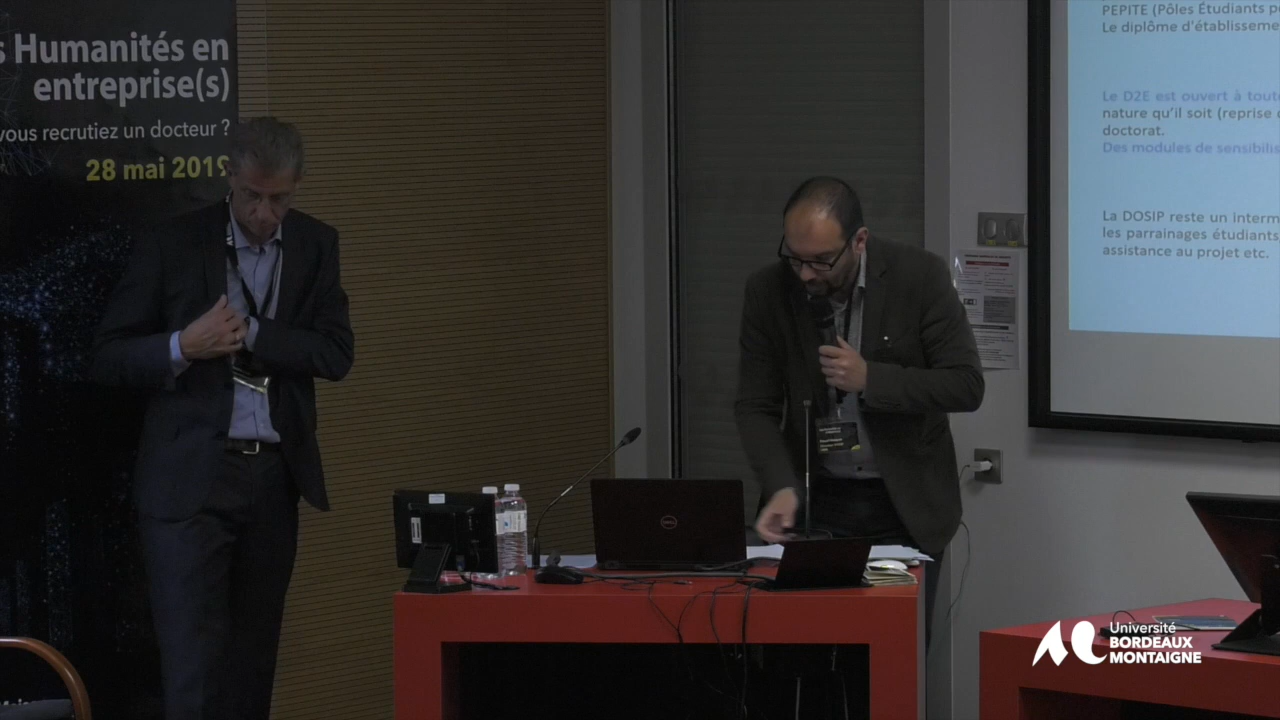 s Humanités en
entreprise(s)
vous recrutiez un docteur ?
28 mai 2019
PEPITE (Pôles Étudiants p
Le diplôme d'établisseme
Le D2E est ouvert à toute
nature qu'il soit (reprise
doctorat.
Des modules de sensibilis
La DOSIP reste un interm
les parrainages étudiants
assistance au projet etc.
DELL
Université
BORDEAUX
MONTAIGNE